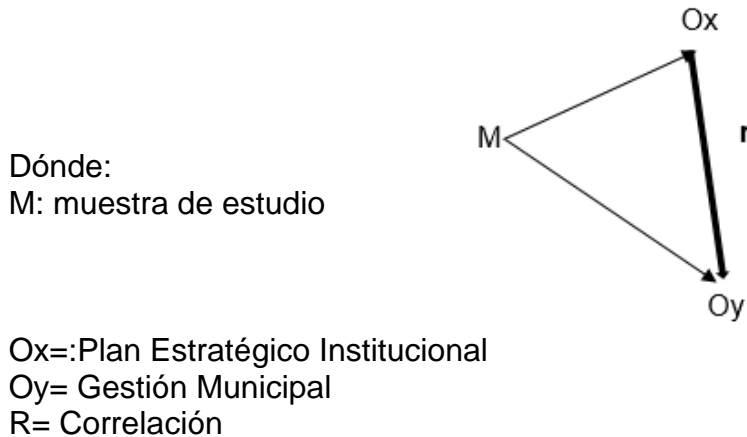 Ox
M
r
Dónde:
M: muestra de estudio
Oy
Ox=:Plan Estratégico Institucional
Oy= Gestión Municipal
R= Correlación